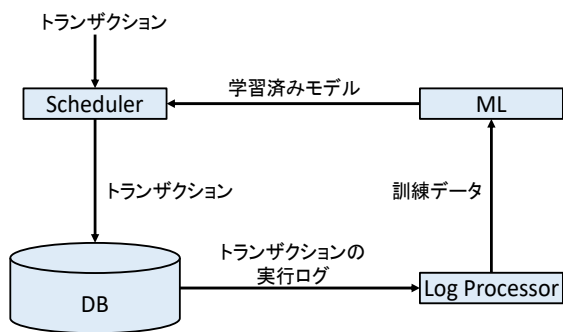 トランザクション
Scheduler
学習済みモデル
ML
トランザクション
訓練データ
DB
トランザクションの
実行ログ
Log Processor